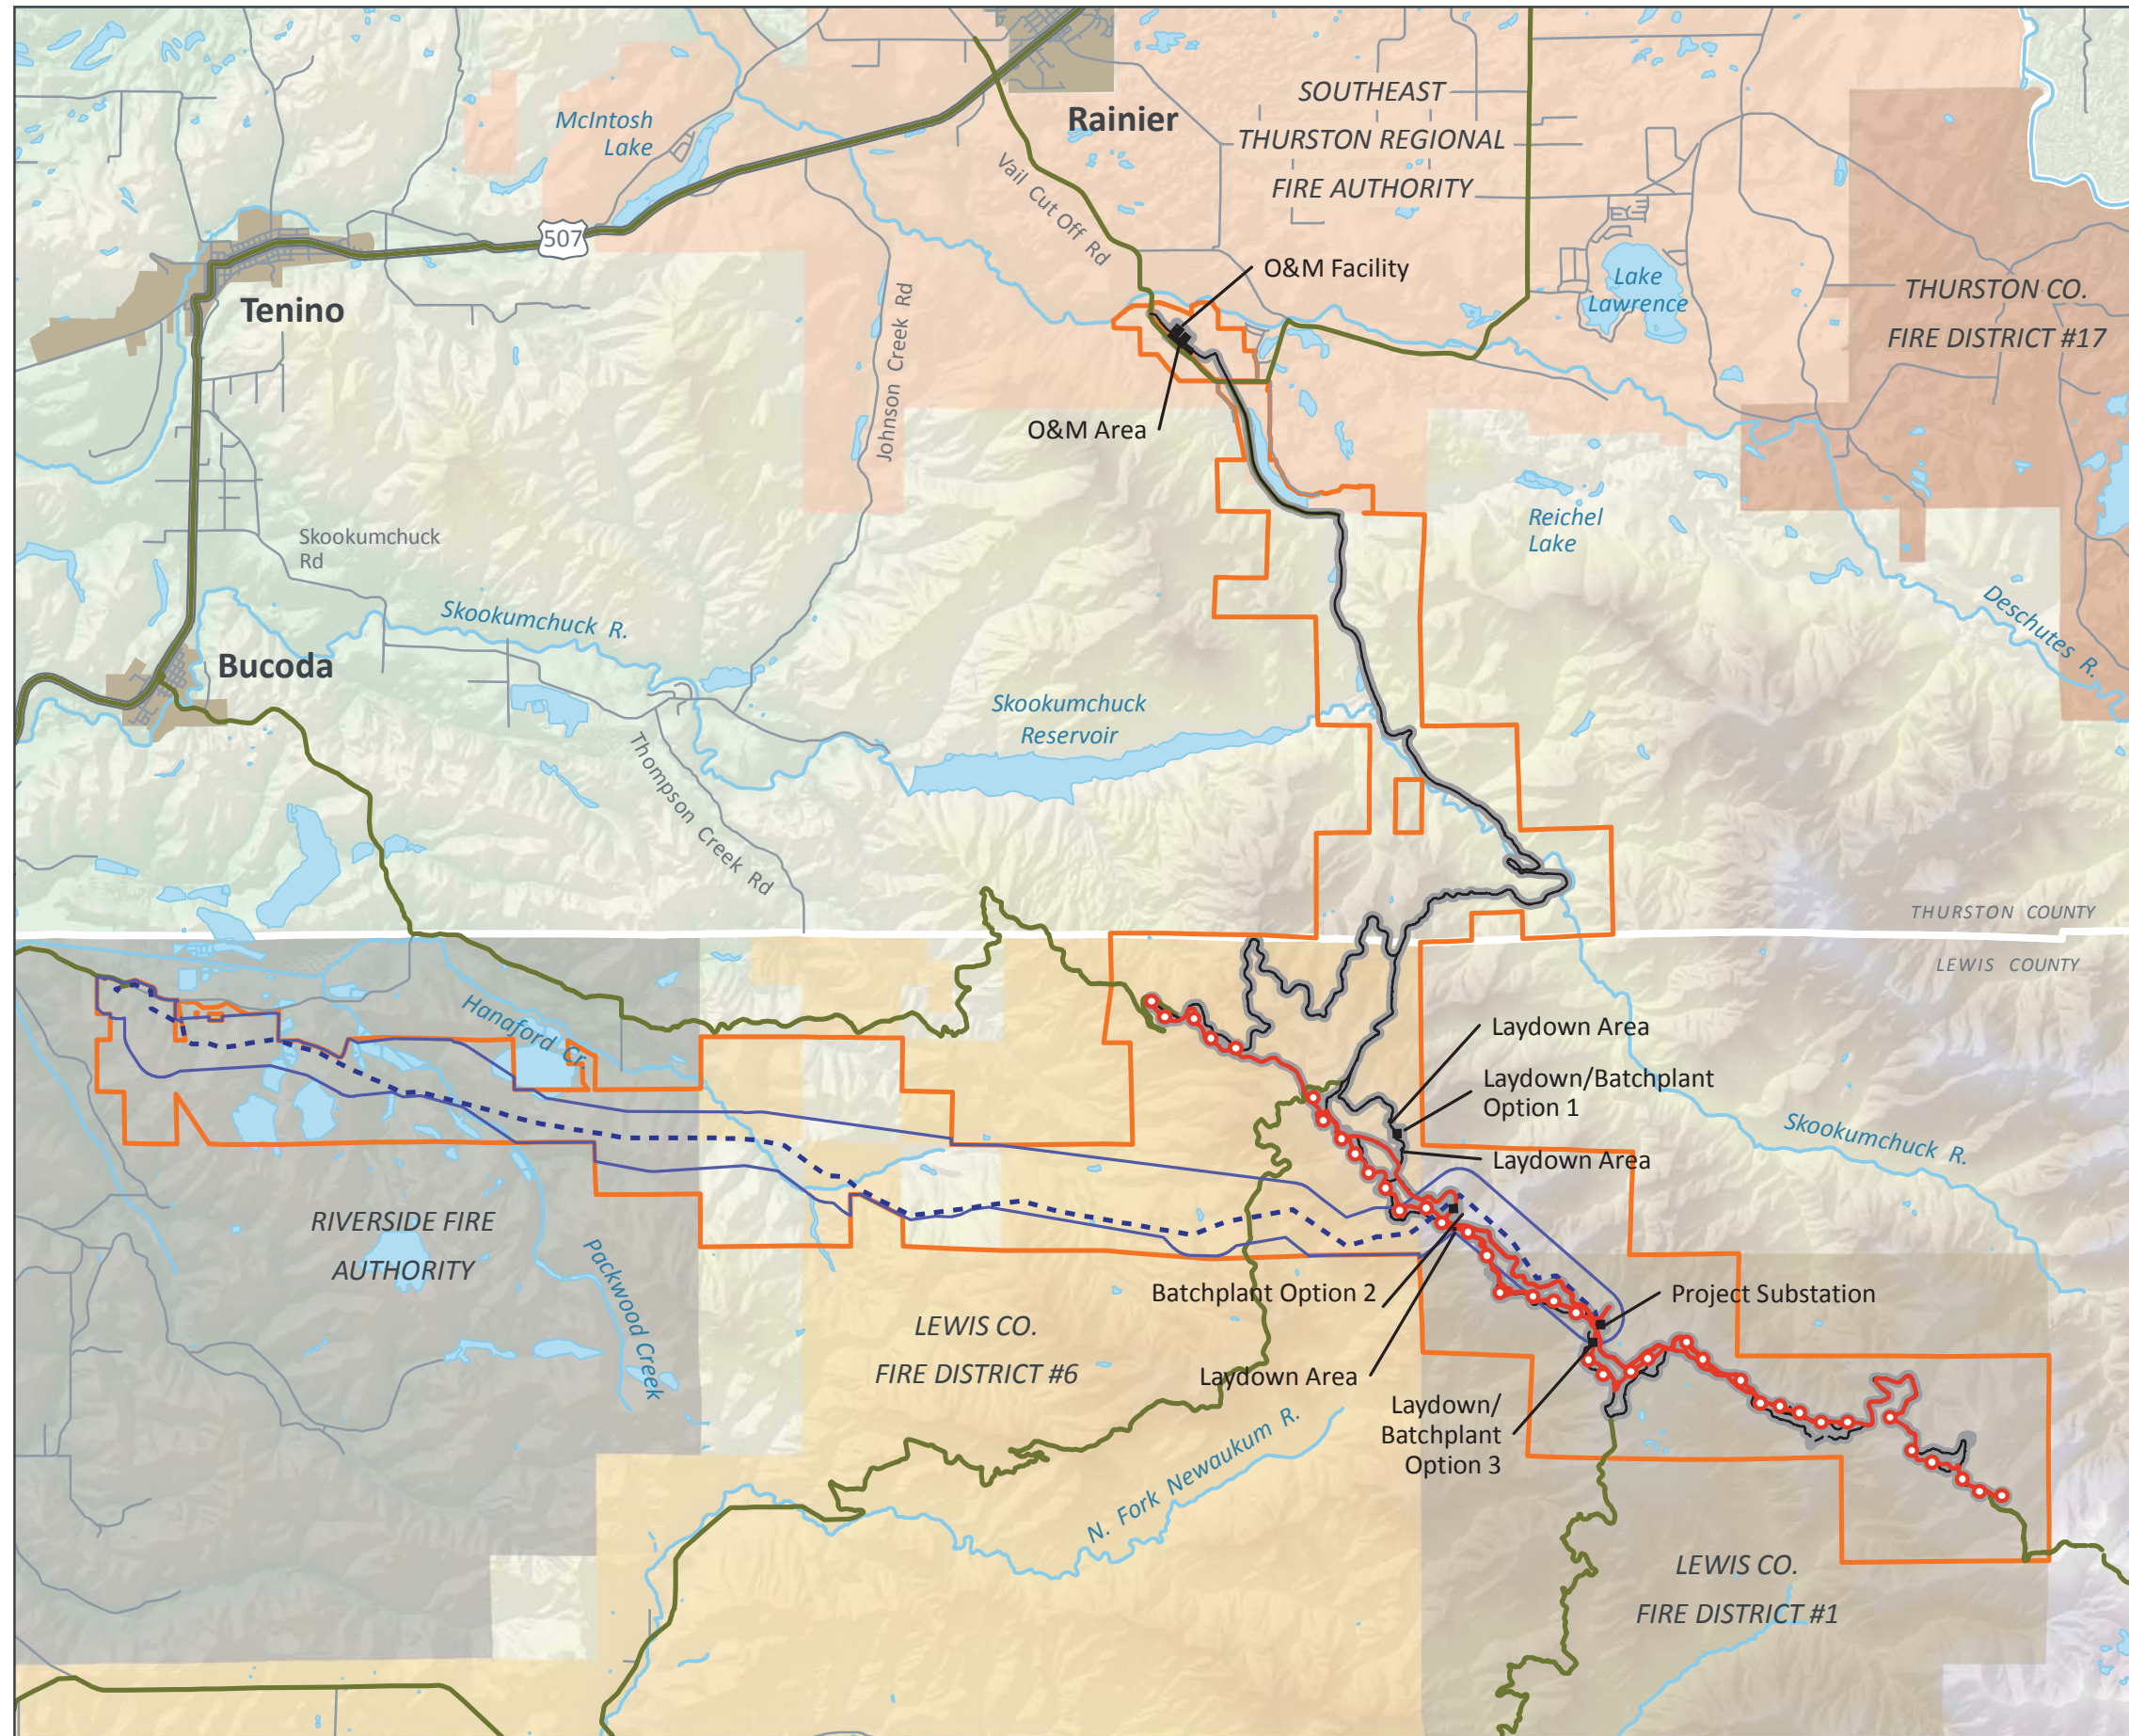 McIntosh
Lake
Rainier
SOUTHEAST
THURSTON REGIONAL
FIRE AUTHORITY
Vail Cut Off Rd
507
Tenino
O&M Facility
Lake
Lawrence
THURSTON CO.
FIRE DISTRICT #17
Johnson Creek Rd
O&M Area
Skookumchuck
Rd
Reichel
Lake
Skookumchuck R.
Deschutes R.
Bucoda
Skookumchuck
Reservoir
Thompson Creek Rd
THURSTON COUNTY
LEWIS COUNTY
Hanaford Cr.
Laydown Area
Laydown/Batchplant
Option 1
Skookumchuck R.
Laydown Area
RIVERSIDE FIRE
AUTHORITY
Packwood Creek
Batchplant Option 2
Project Substation
LEWIS CO.
FIRE DISTRICT #6
Laydown Area
Laydown/
Batchplant
Option 3
N. Fork Newaukum R.
LEWIS CO.
FIRE DISTRICT #1